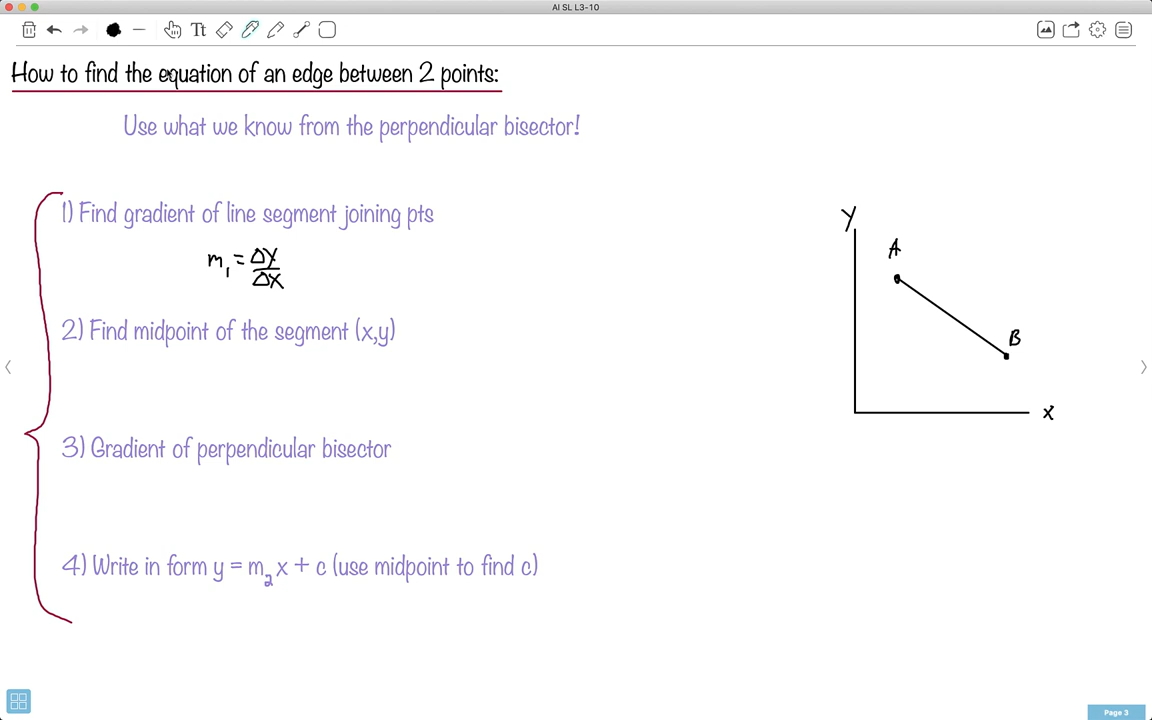 AI SL L3-10
Tt
How to find the equation of an edge between 2 points:
Use what we know from the perpendicular bisector!
1) Find gradient of line segment joining pts
m₁ = ΔY/ΔX
2) Find midpoint of the segment (x,y)
3) Gradient of perpendicular bisector
4) Write in form y = m₂x + c (use midpoint to find c)
Y
A
B
X
Page 3